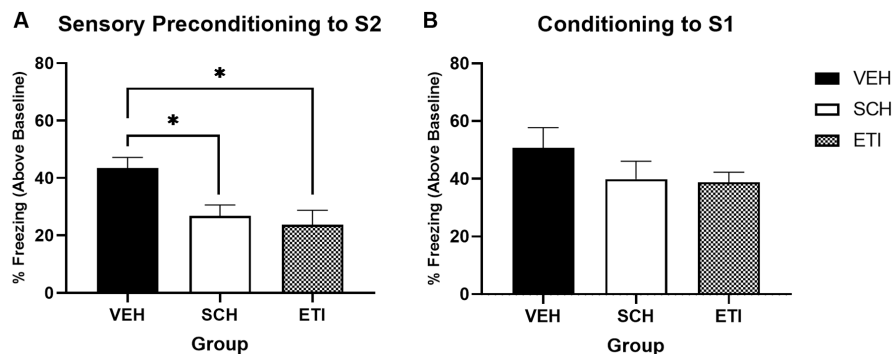 A Sensory Preconditioning to S2
% Freezing (Above Baseline)
80
60
40
20
0
*
*
VEH SCH ETI
Group
B Conditioning to S1
% Freezing (Above Baseline)
80
60
40
20
0
VEH SCH ETI
Group
VEH
SCH
ETI